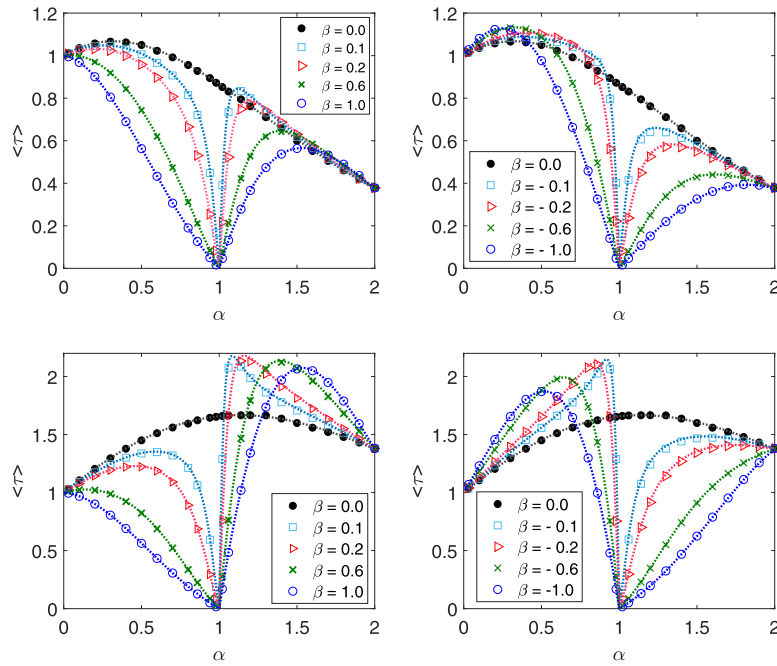 1.2
1
0.8
0.6
0.4
0.2
0
<τ>
0
0.5
1
1.5
2
α
β = 0.0
β = 0.1
β = 0.2
β = 0.6
β = 1.0
1.2
1
0.8
0.6
0.4
0.2
0
<τ>
0
0.5
1
1.5
2
α
β = 0.0
β = - 0.1
β = - 0.2
β = - 0.6
β = - 1.0
2
1.5
1
0.5
0
<τ>
0
0.5
1
1.5
2
α
β = 0.0
β = 0.1
β = 0.2
β = 0.6
β = 1.0
2
1.5
1
0.5
0
<τ>
0
0.5
1
1.5
2
α
β = 0.0
β = - 0.1
β = - 0.2
β = - 0.6
β = -1.0